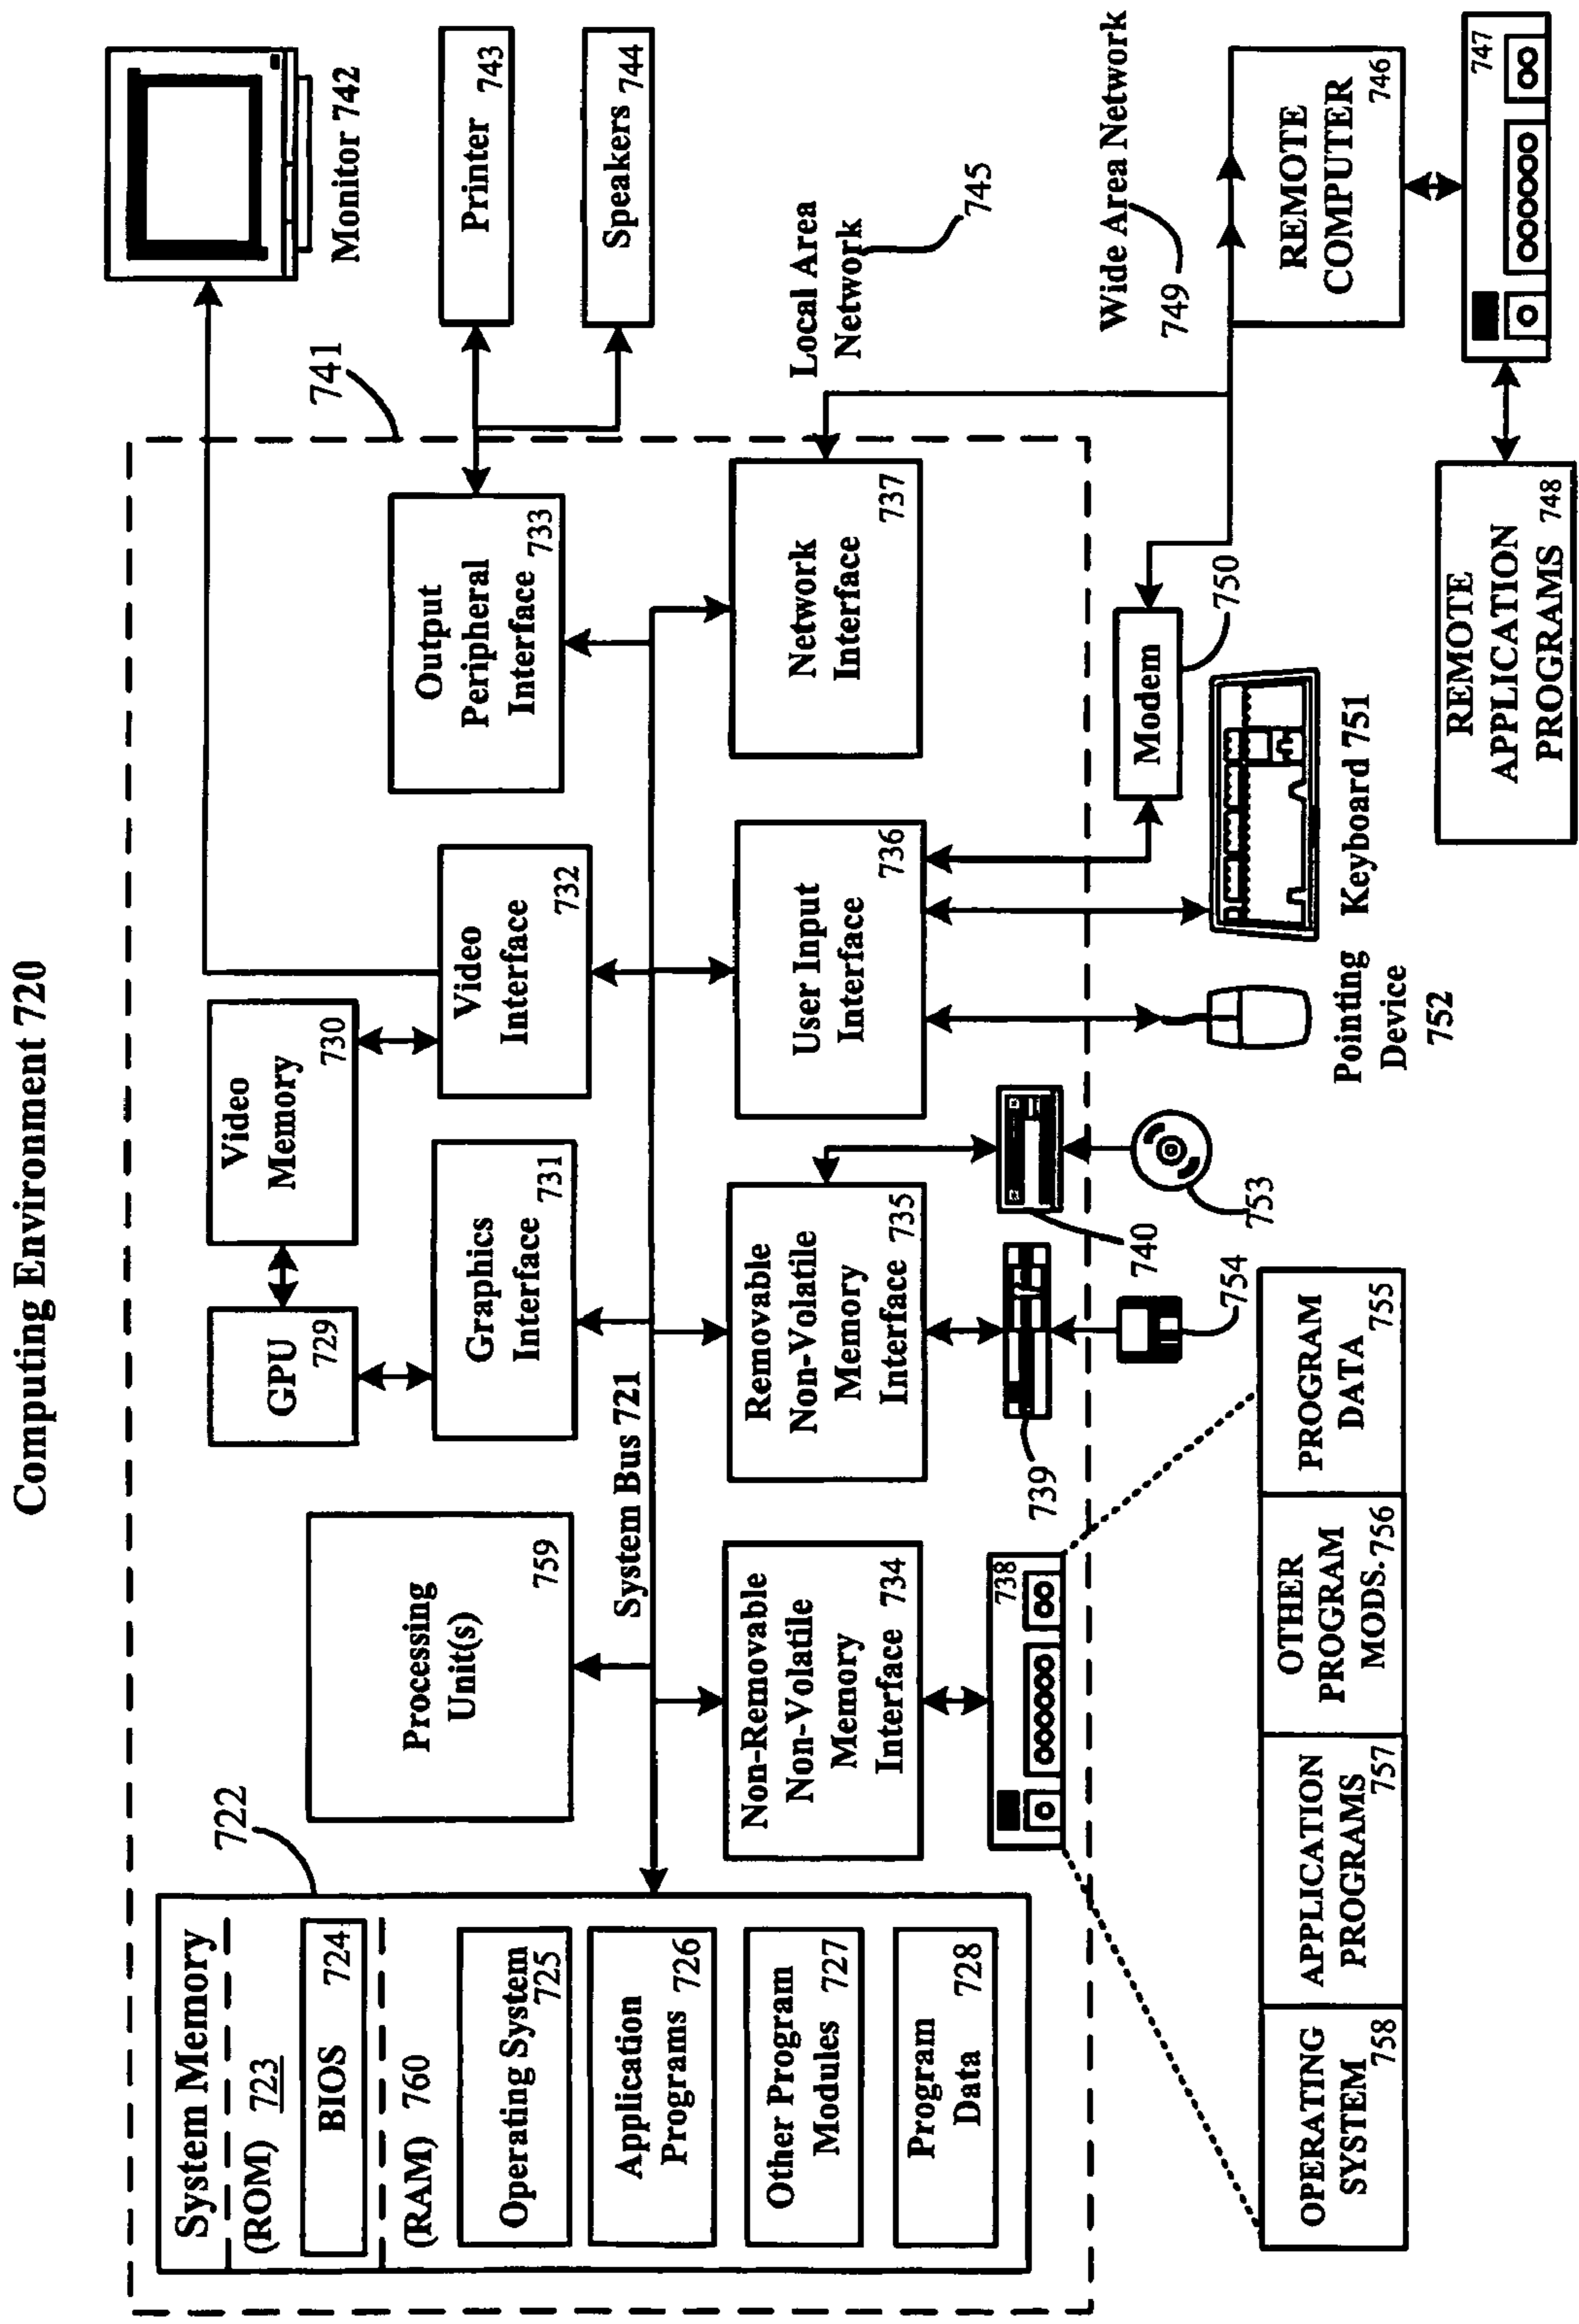 Computing Environment 720
System Memory
722
(ROM) 723
BIOS 724
(RAM) 760
Operating System
725
Application
Programs 726
Other Program
Modules 727
Program
Data 728
Processing
Unit(s)
759
System Bus 721
GPU
729
Video
Memory
730
Graphics
Interface
731
Video
Interface
732
Output
Peripheral
Interface 733
741
Monitor 742
Printer
743
Speakers 744
Non-Removable
Non-Volatile
Memory
Interface 734
Removable
Non-Volatile
Memory
Interface 735
User Input
Interface
736
Network
Interface
737
Local Area
Network
745
738
739
740
754
753
Modem
750
Wide Area Network
749
Pointing
Device
752
Keyboard 751
REMOTE
COMPUTER
746
747
REMOTE
APPLICATION
PROGRAMS 748
OPERATING
SYSTEM
758
APPLICATION
PROGRAMS
757
OTHER
PROGRAM
MODS. 756
PROGRAM
DATA
755